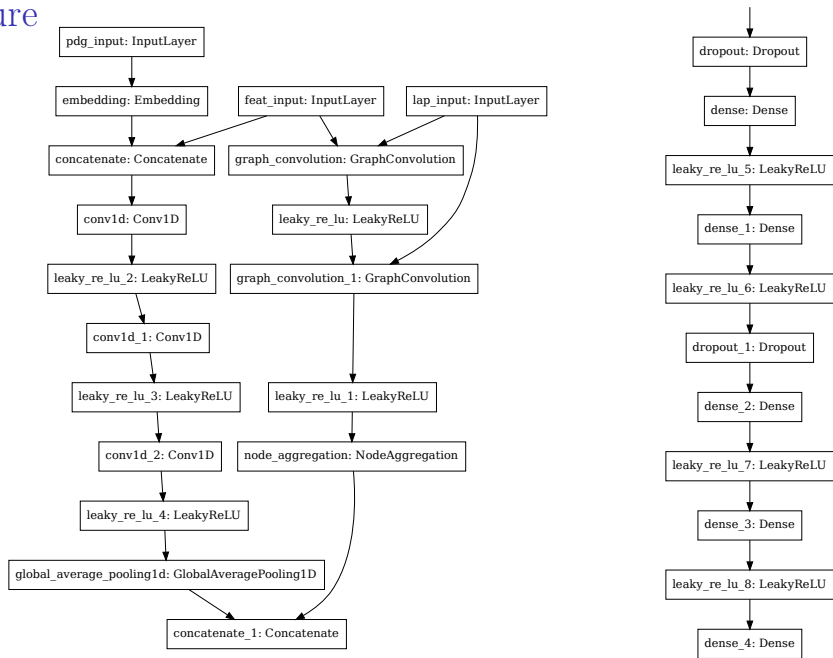 ure
pdg_input: InputLayer
embedding: Embedding
feat_input: InputLayer
lap_input: InputLayer
concatenate: Concatenate
graph_convolution: GraphConvolution
conv1d: Conv1D
leaky_re_lu: LeakyReLU
leaky_re_lu_2: LeakyReLU
graph_convolution_1: GraphConvolution
conv1d_1: Conv1D
leaky_re_lu_3: LeakyReLU
leaky_re_lu_1: LeakyReLU
conv1d_2: Conv1D
node_aggregation: NodeAggregation
leaky_re_lu_4: LeakyReLU
global_average_pooling1d: GlobalAveragePooling1D
concatenate_1: Concatenate
dropout: Dropout
dense: Dense
leaky_re_lu_5: LeakyReLU
dense_1: Dense
leaky_re_lu_6: LeakyReLU
dropout_1: Dropout
dense_2: Dense
leaky_re_lu_7: LeakyReLU
dense_3: Dense
leaky_re_lu_8: LeakyReLU
dense_4: Dense